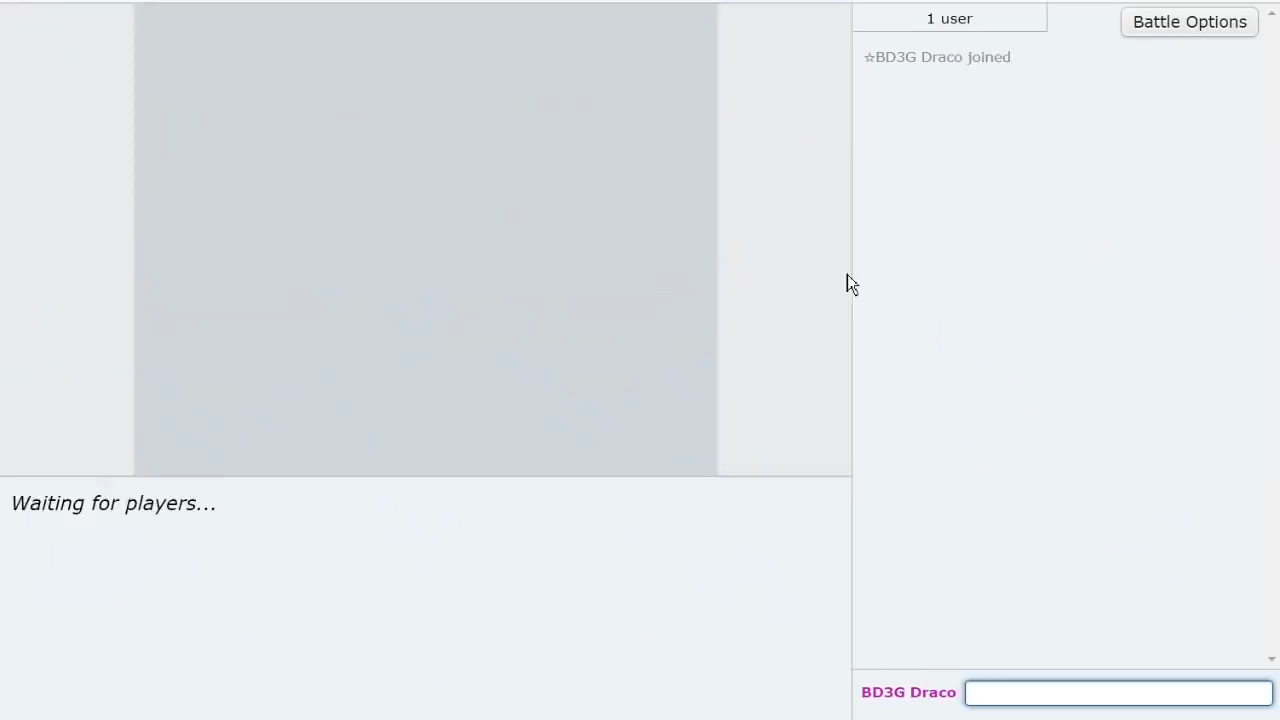 1 user
Battle Options
☆BD3G Draco joined
Waiting for players...
BD3G Draco